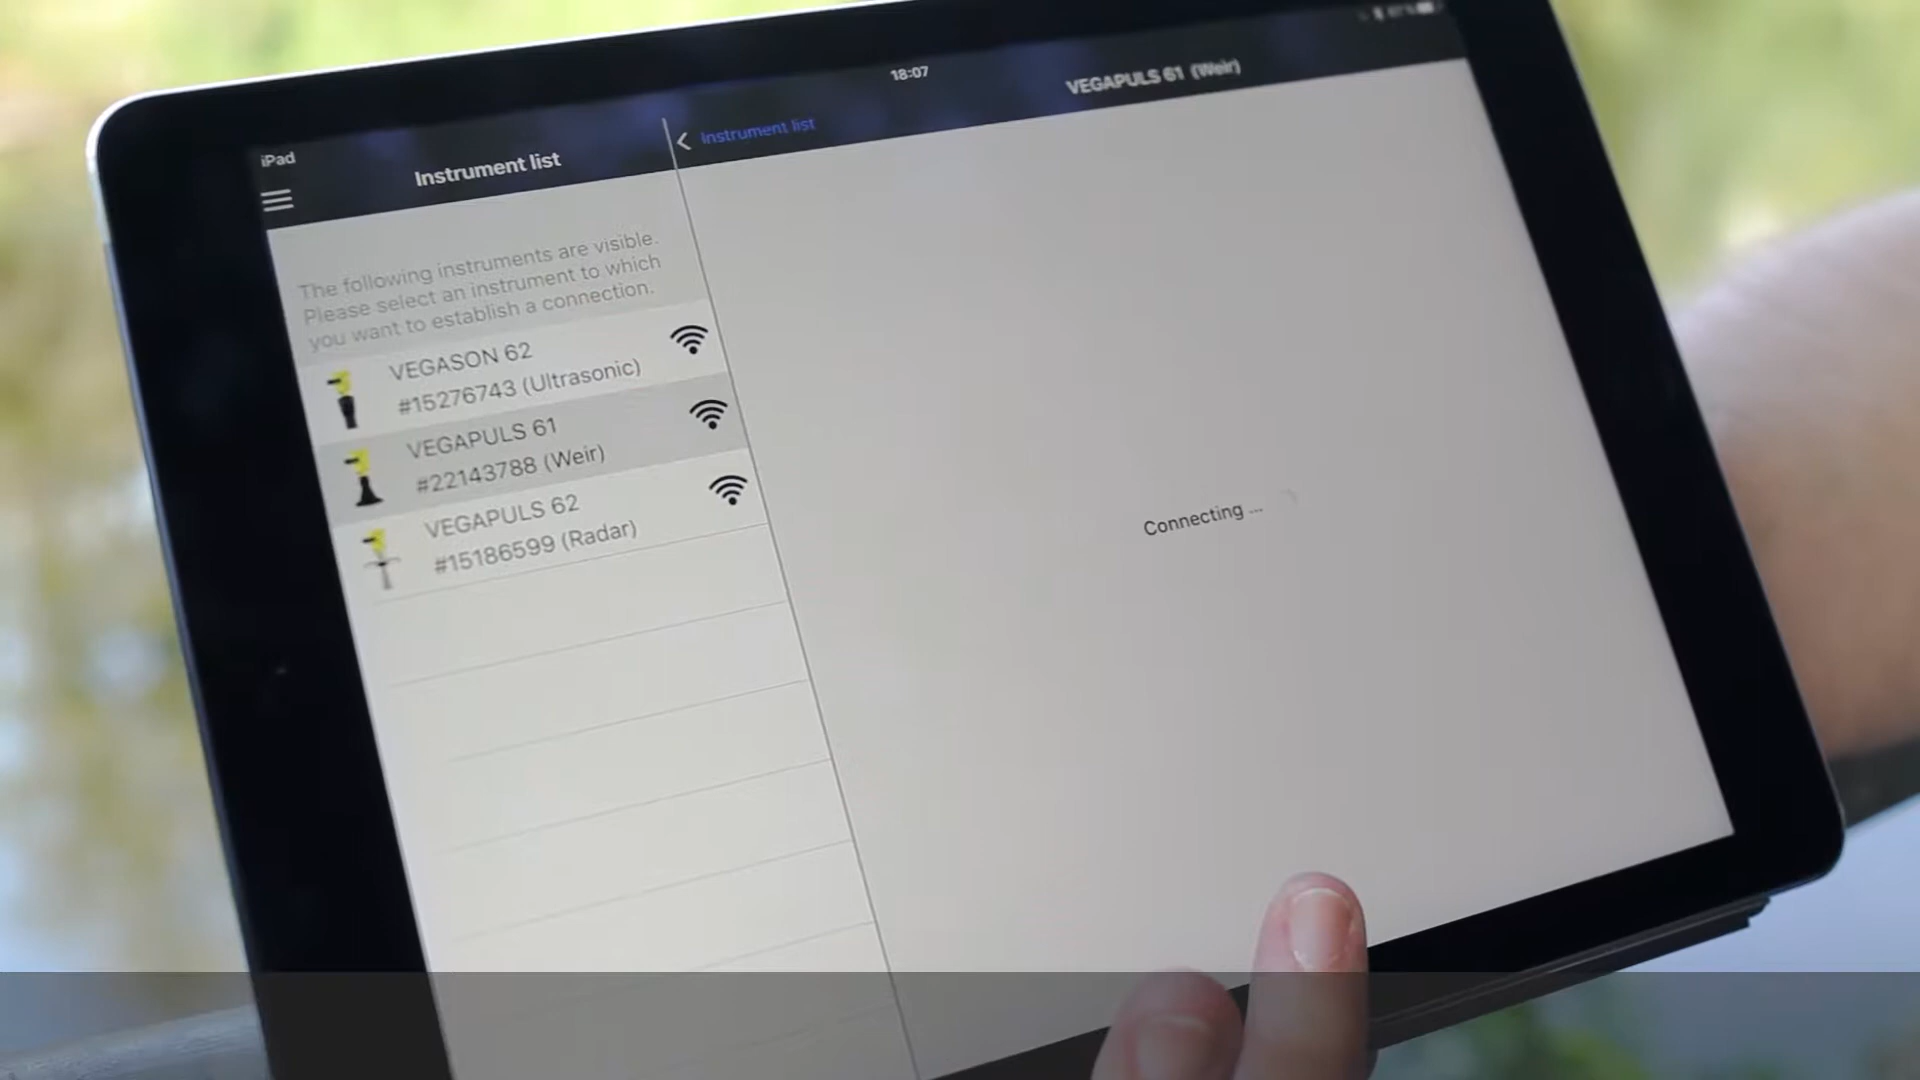 iPad
18:07
Instrument list
Instrument list
VEGAPULS 61 (Weir)
The following instruments are visible.
Please select an instrument to which
you want to establish a connection.
VEGASON 62
#15276743 (Ultrasonic)
VEGAPULS 61
#22143788 (Weir)
VEGAPULS 62
#15186599 (Radar)
Connecting ...